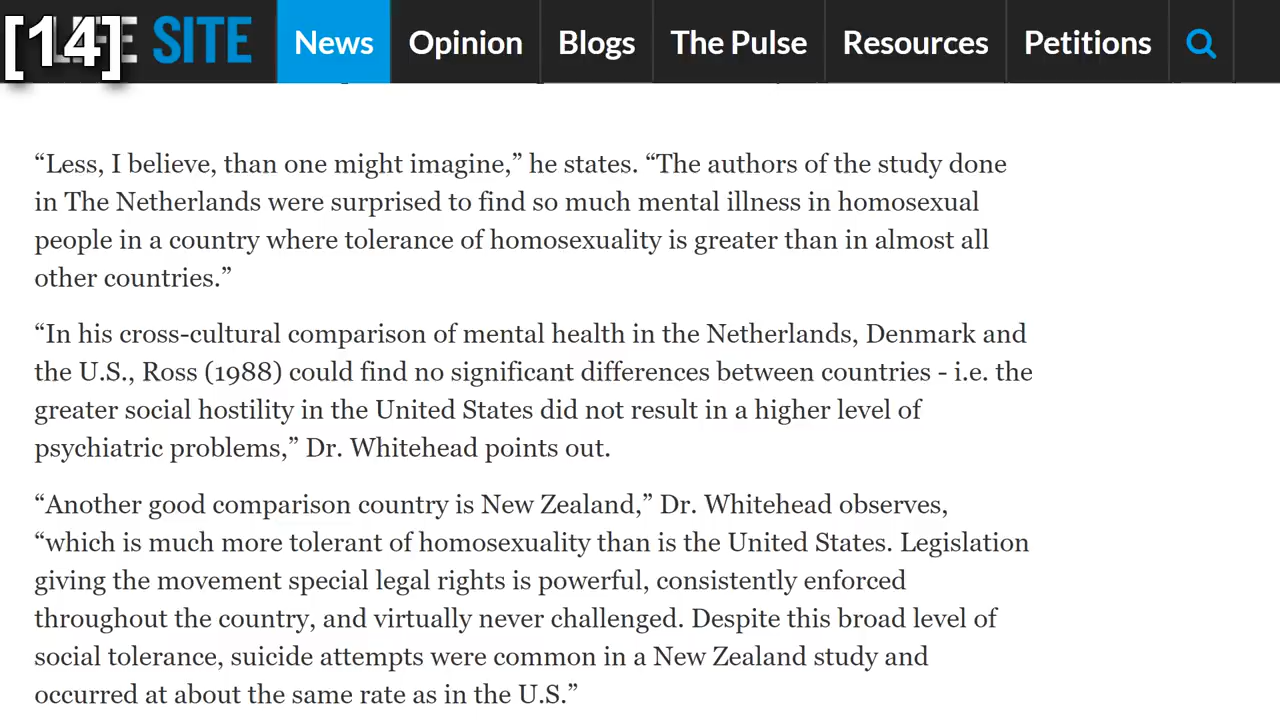 [14]
SITE
News
Opinion
Blogs
The Pulse
Resources
Petitions
“Less, I believe, than one might imagine,” he states. “The authors of the study done
in The Netherlands were surprised to find so much mental illness in homosexual
people in a country where tolerance of homosexuality is greater than in almost all
other countries.”
“In his cross-cultural comparison of mental health in the Netherlands, Denmark and
the U.S., Ross (1988) could find no significant differences between countries - i.e. the
greater social hostility in the United States did not result in a higher level of
psychiatric problems,” Dr. Whitehead points out.
“Another good comparison country is New Zealand,” Dr. Whitehead observes,
“which is much more tolerant of homosexuality than is the United States. Legislation
giving the movement special legal rights is powerful, consistently enforced
throughout the country, and virtually never challenged. Despite this broad level of
social tolerance, suicide attempts were common in a New Zealand study and
occurred at about the same rate as in the U.S.”